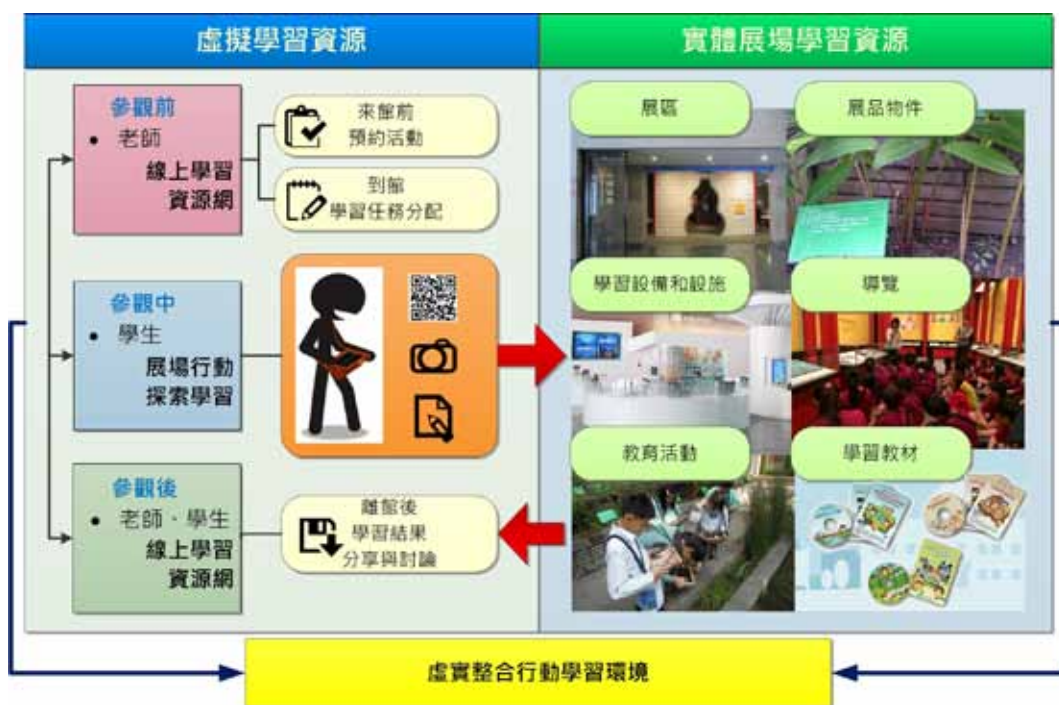 虛擬學習資源
實體展場學習資源
參觀前
• 老師
線上學習
資源網
來館前
預約活動
到館
學習任務分配
參觀中
• 學生
展場行動
探索學習
參觀後
• 老師、學生
線上學習
資源網
離館後
學習結果
分享與討論
展區
展品物件
學習設備和設施
導覽
教育活動
學習教材
虛實整合行動學習環境